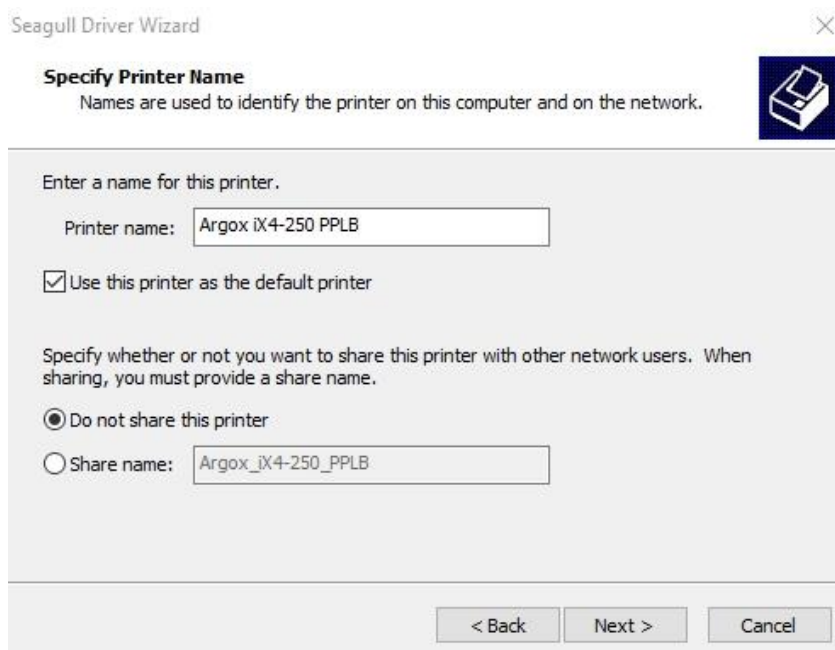 Seagull Driver Wizard
Specify Printer Name
Names are used to identify the printer on this computer and on the network.
Enter a name for this printer.
Printer name: Argox iX4-250 PPLB
Use this printer as the default printer
Specify whether or not you want to share this printer with other network users. When
sharing, you must provide a share name.
Do not share this printer
Share name: Argox_iX4-250_PPLB
< Back Next > Cancel